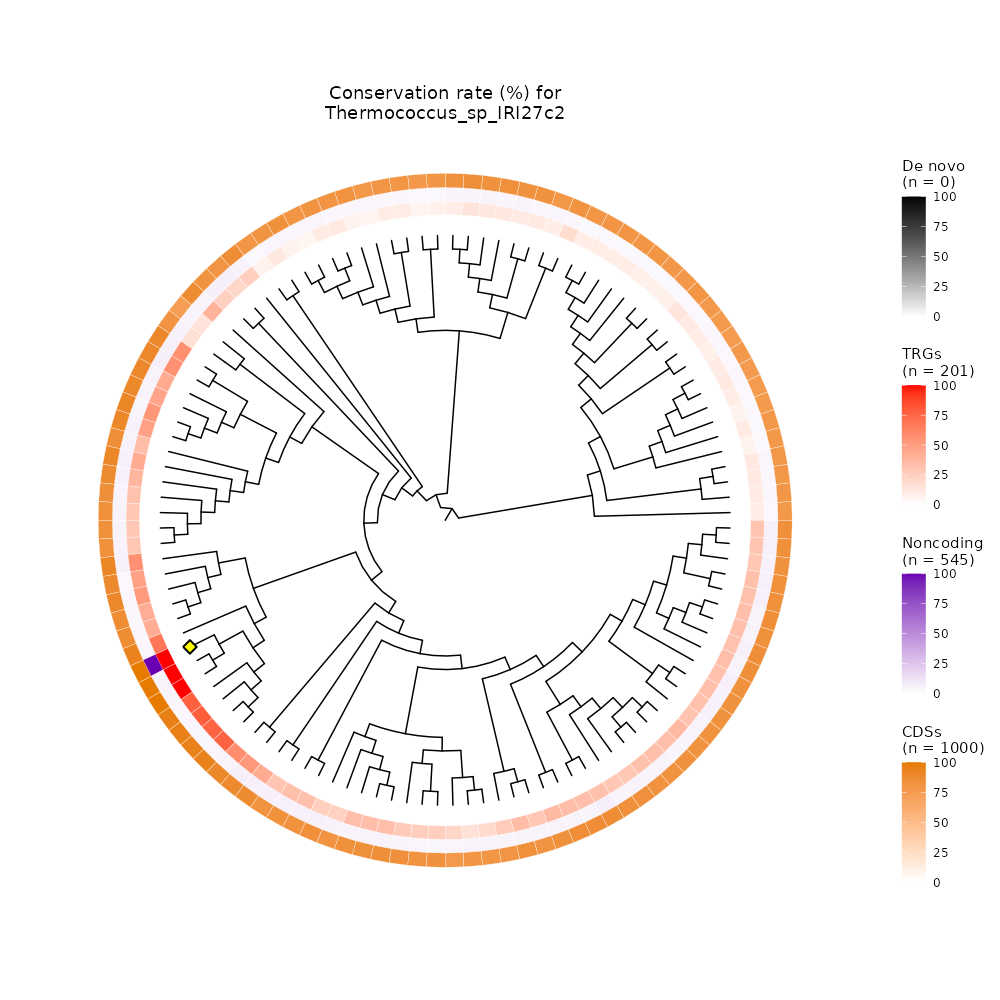 Conservation rate (%) for
Thermococcus_sp_IRI27c2
De novo
(n = 0)
100
75
50
25
0
TRGs
(n = 201)
100
75
50
25
0
Noncoding
(n = 545)
100
75
50
25
0
CDSs
(n = 1000)
100
75
50
25
0